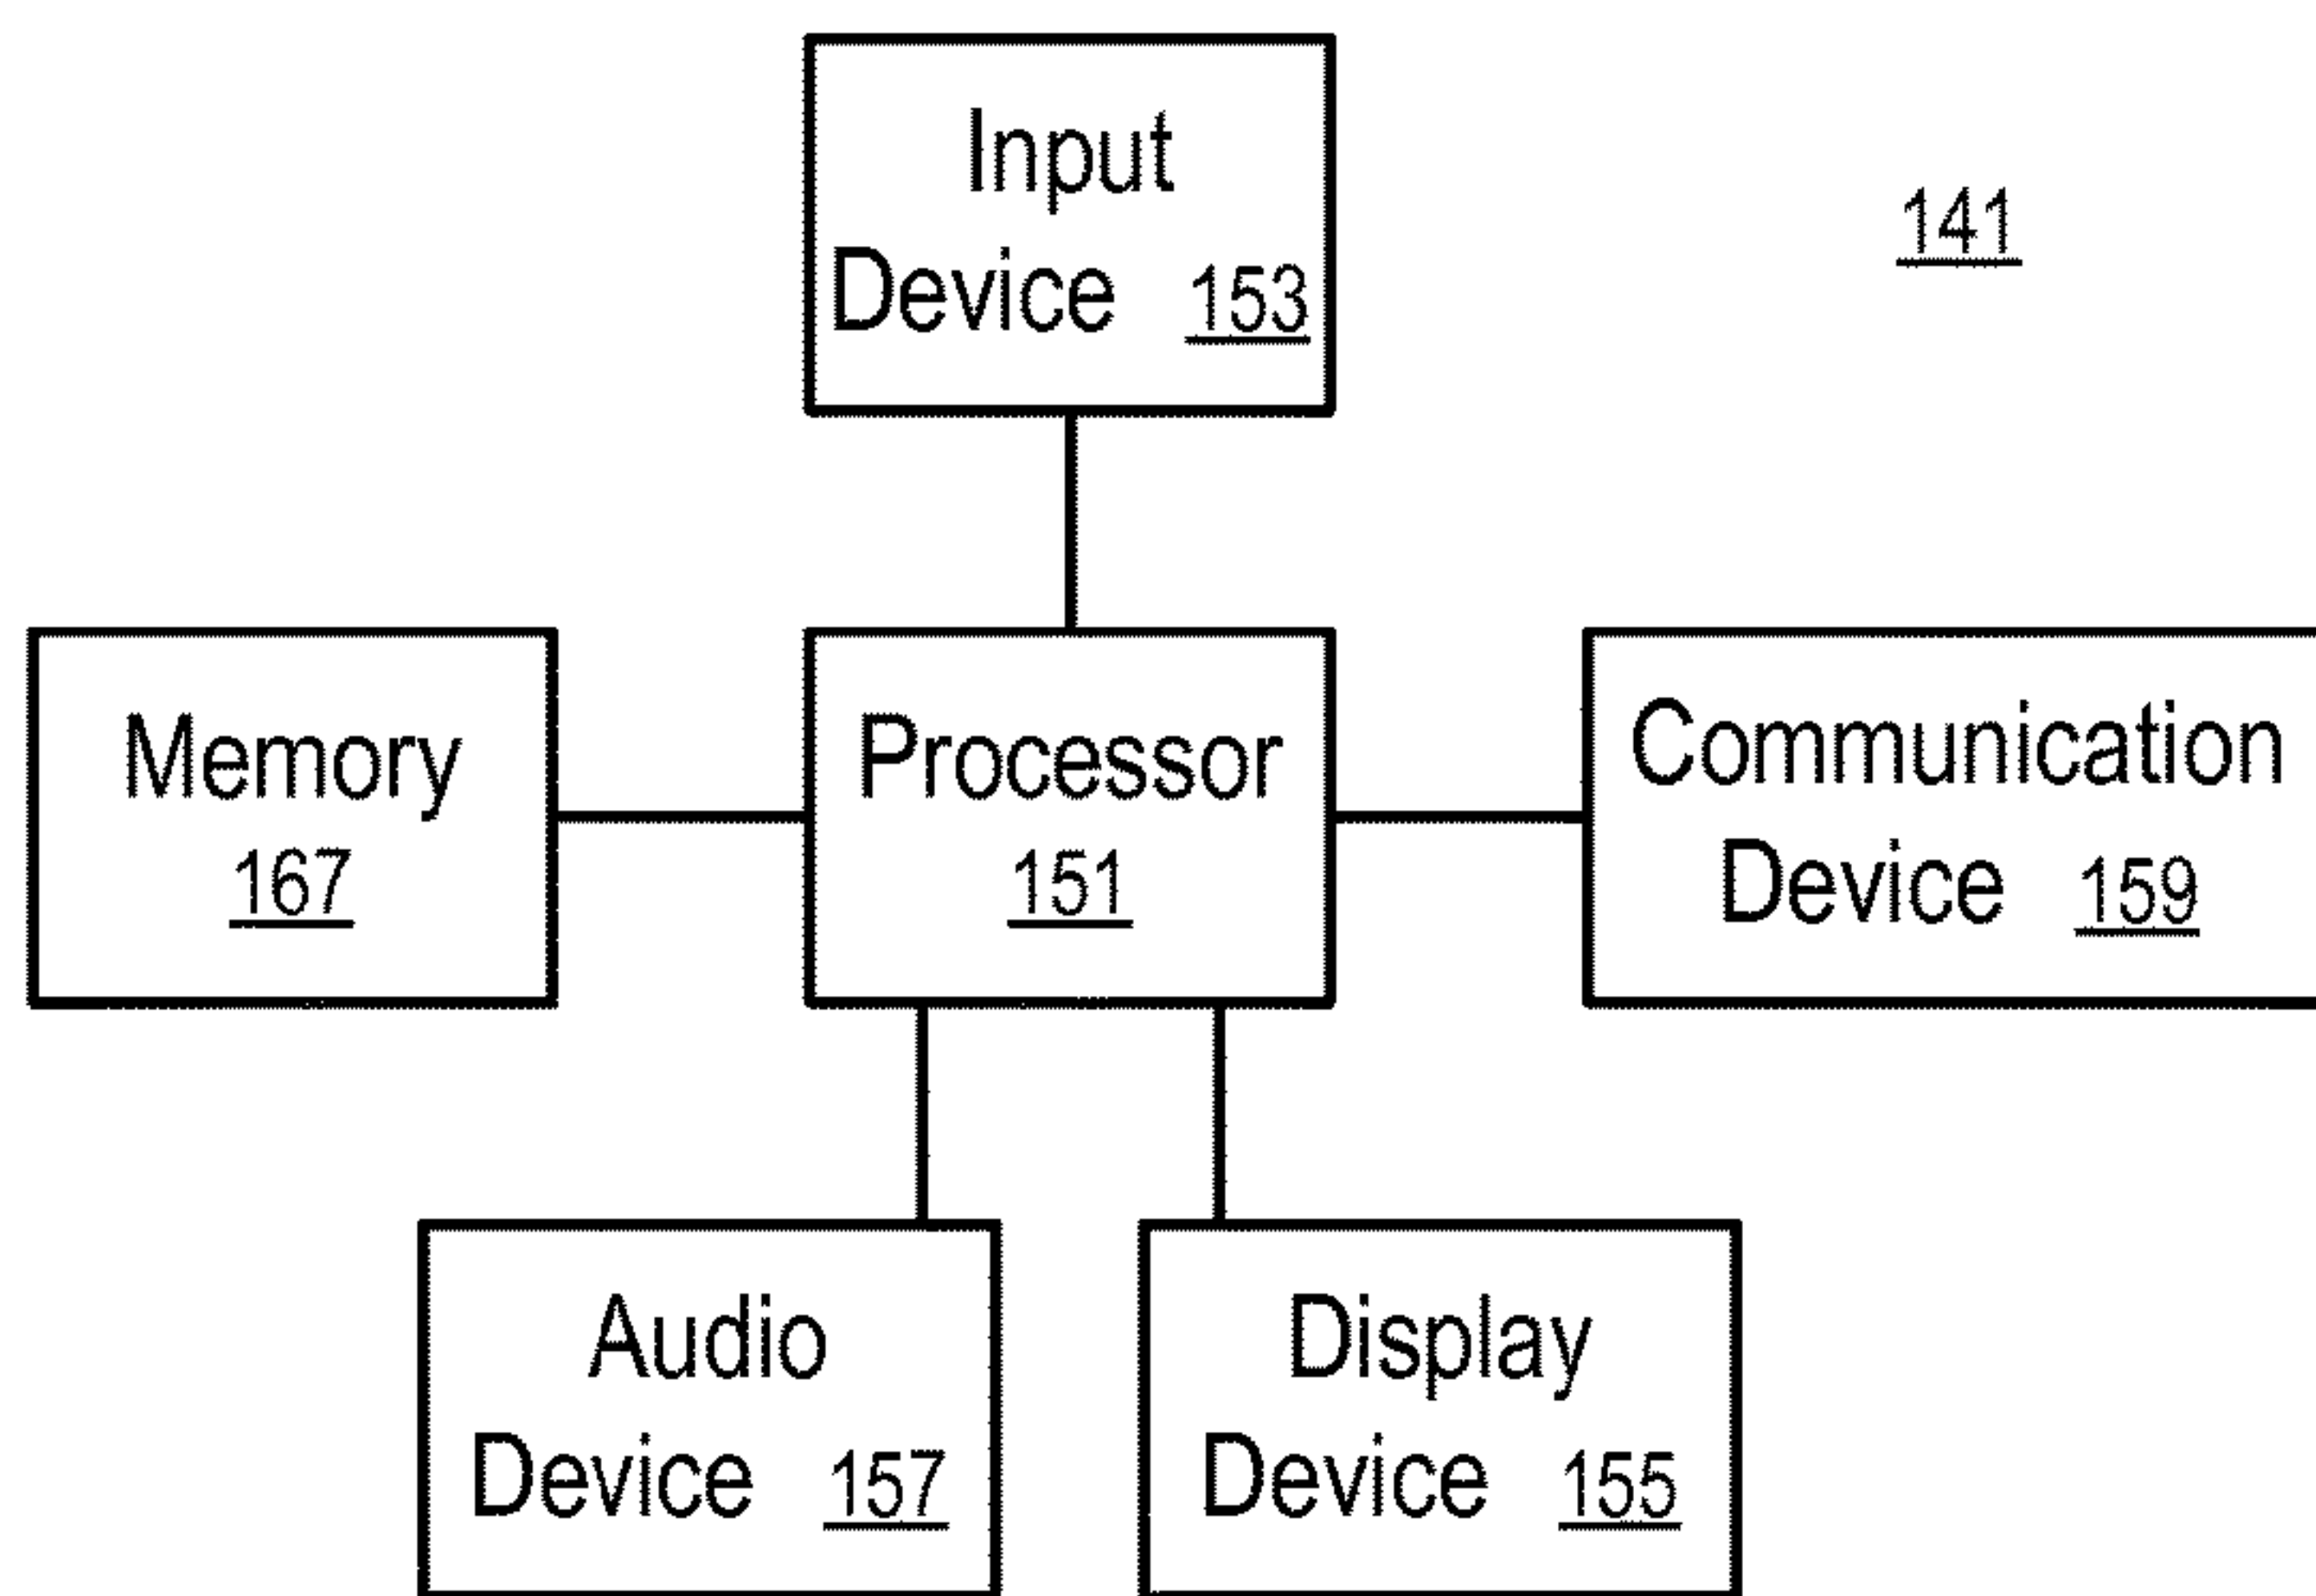 Input
Device 153
141
Memory
167
Processor
151
Communication
Device 159
Audio
Device 157
Display
Device 155